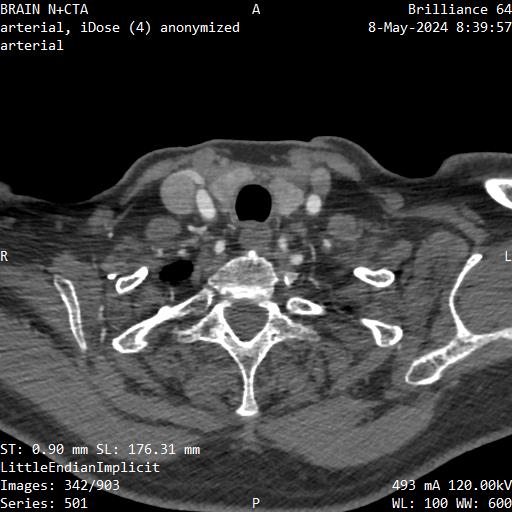 BRAIN N+CTA
A
Brilliance 64
arterial, iDose (4) anonymized
8-May-2024 8:39:57
arterial
R
L
ST: 0.90 mm SL: 176.31 mm
LittleEndianImplicit
Images: 342/903
493 mA 120.00kV
Series: 501
P
WL: 100 WW: 600